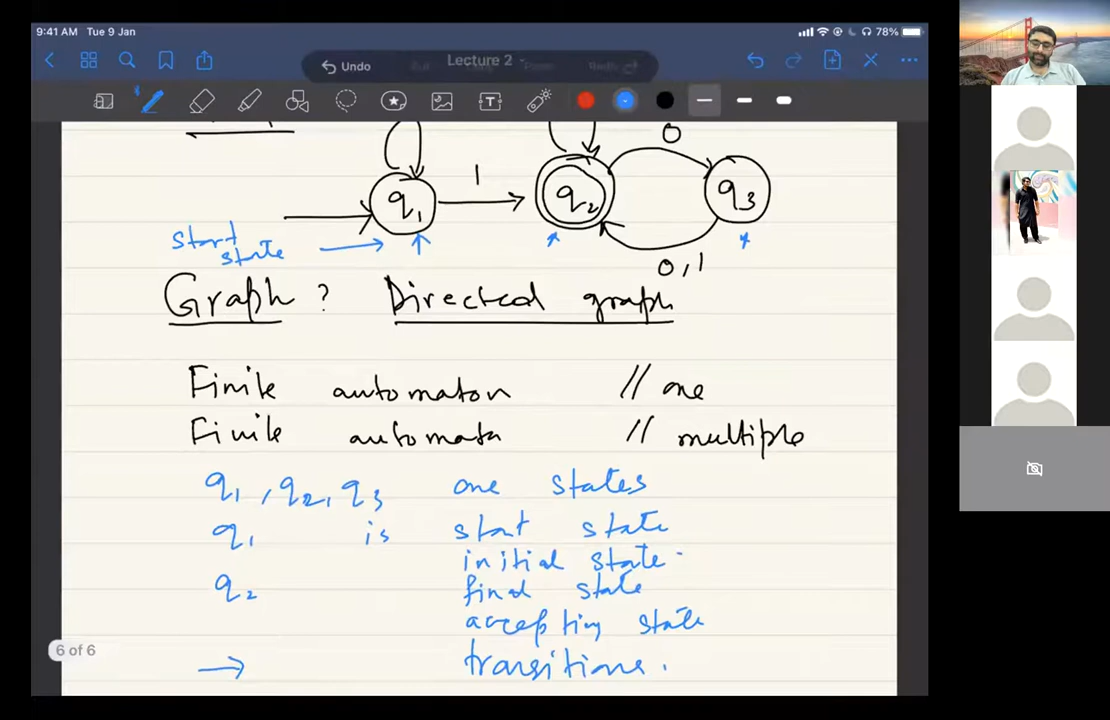 9:41 AM Tue 9 Jan
78%
Lecture 2
Undo
0
1
q1
q2
q3
start
state
0,1
Graph ? Directed graph
Finite automaton // one
Finite automata // multiple
q1, q2, q3 one states
q1 is start state
initial state.
q2 final state
accepting state
→ transitions.
6 of 6